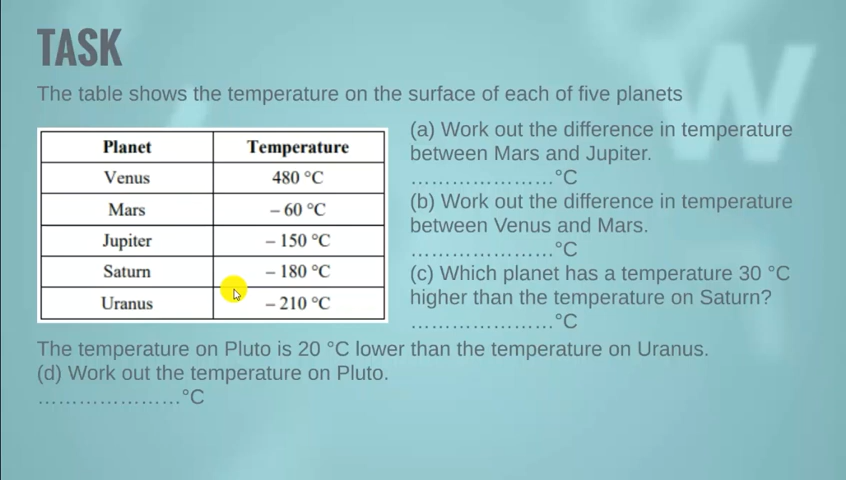 TASK
The table shows the temperature on the surface of each of five planets
Planet Temperature
Venus 480 °C
Mars – 60 °C
Jupiter – 150 °C
Saturn – 180 °C
Uranus – 210 °C
(a) Work out the difference in temperature
between Mars and Jupiter.
.....................°C
(b) Work out the difference in temperature
between Venus and Mars.
.....................°C
(c) Which planet has a temperature 30 °C
higher than the temperature on Saturn?
.....................°C
The temperature on Pluto is 20 °C lower than the temperature on Uranus.
(d) Work out the temperature on Pluto.
.....................°C
W